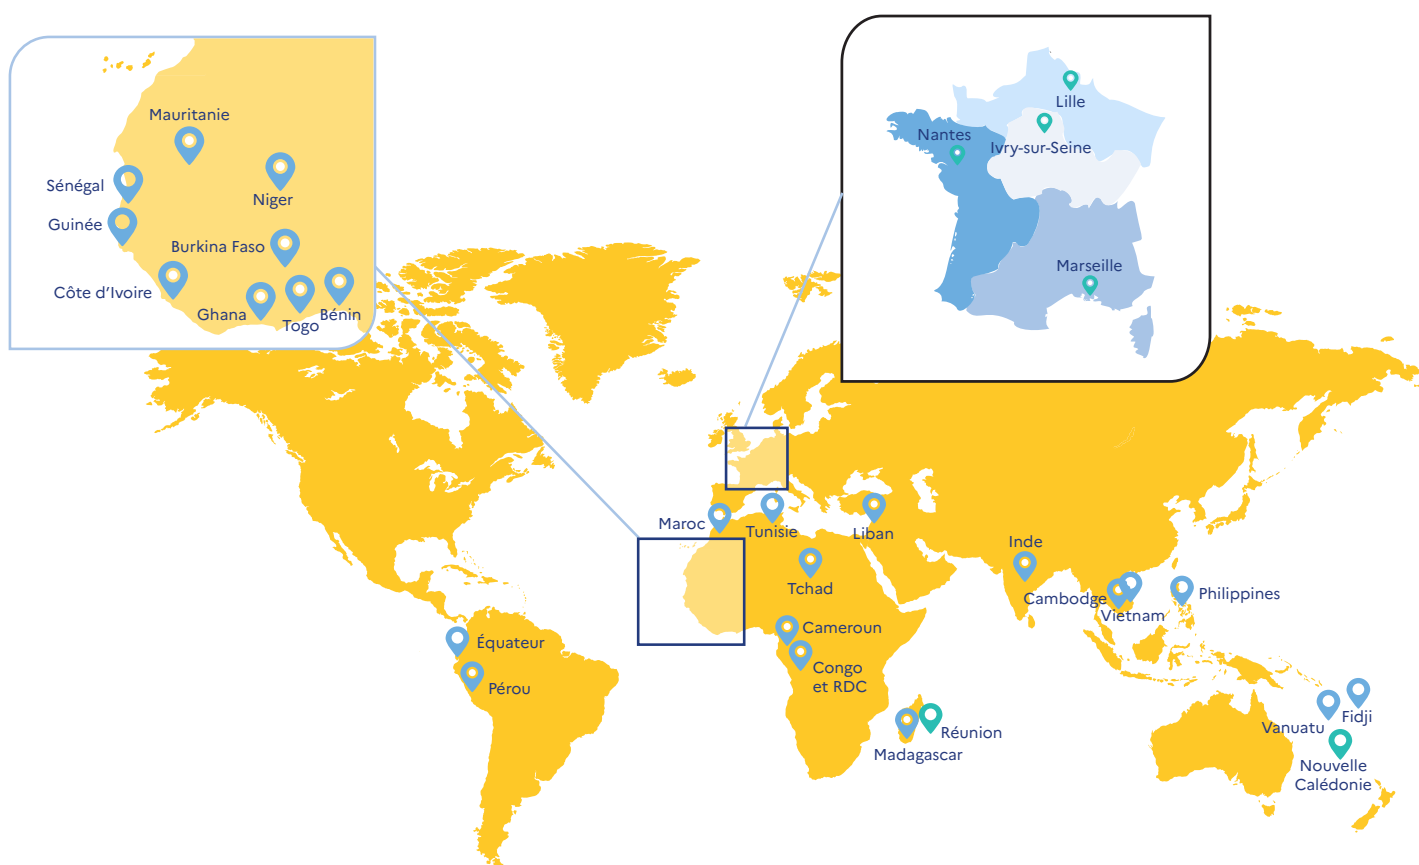 Mauritanie
Sénégal
Niger
Guinée
Burkina Faso
Côte d’Ivoire
Ghana
Togo
Bénin
Lille
Nantes
Ivry-sur-Seine
Marseille
Maroc
Tunisie
Liban
Inde
Tchad
Cambodge
Philippines
Vietnam
Cameroun
Équateur
Congo
et RDC
Pérou
Fidji
Vanuatu
Réunion
Madagascar
Nouvelle
Calédonie